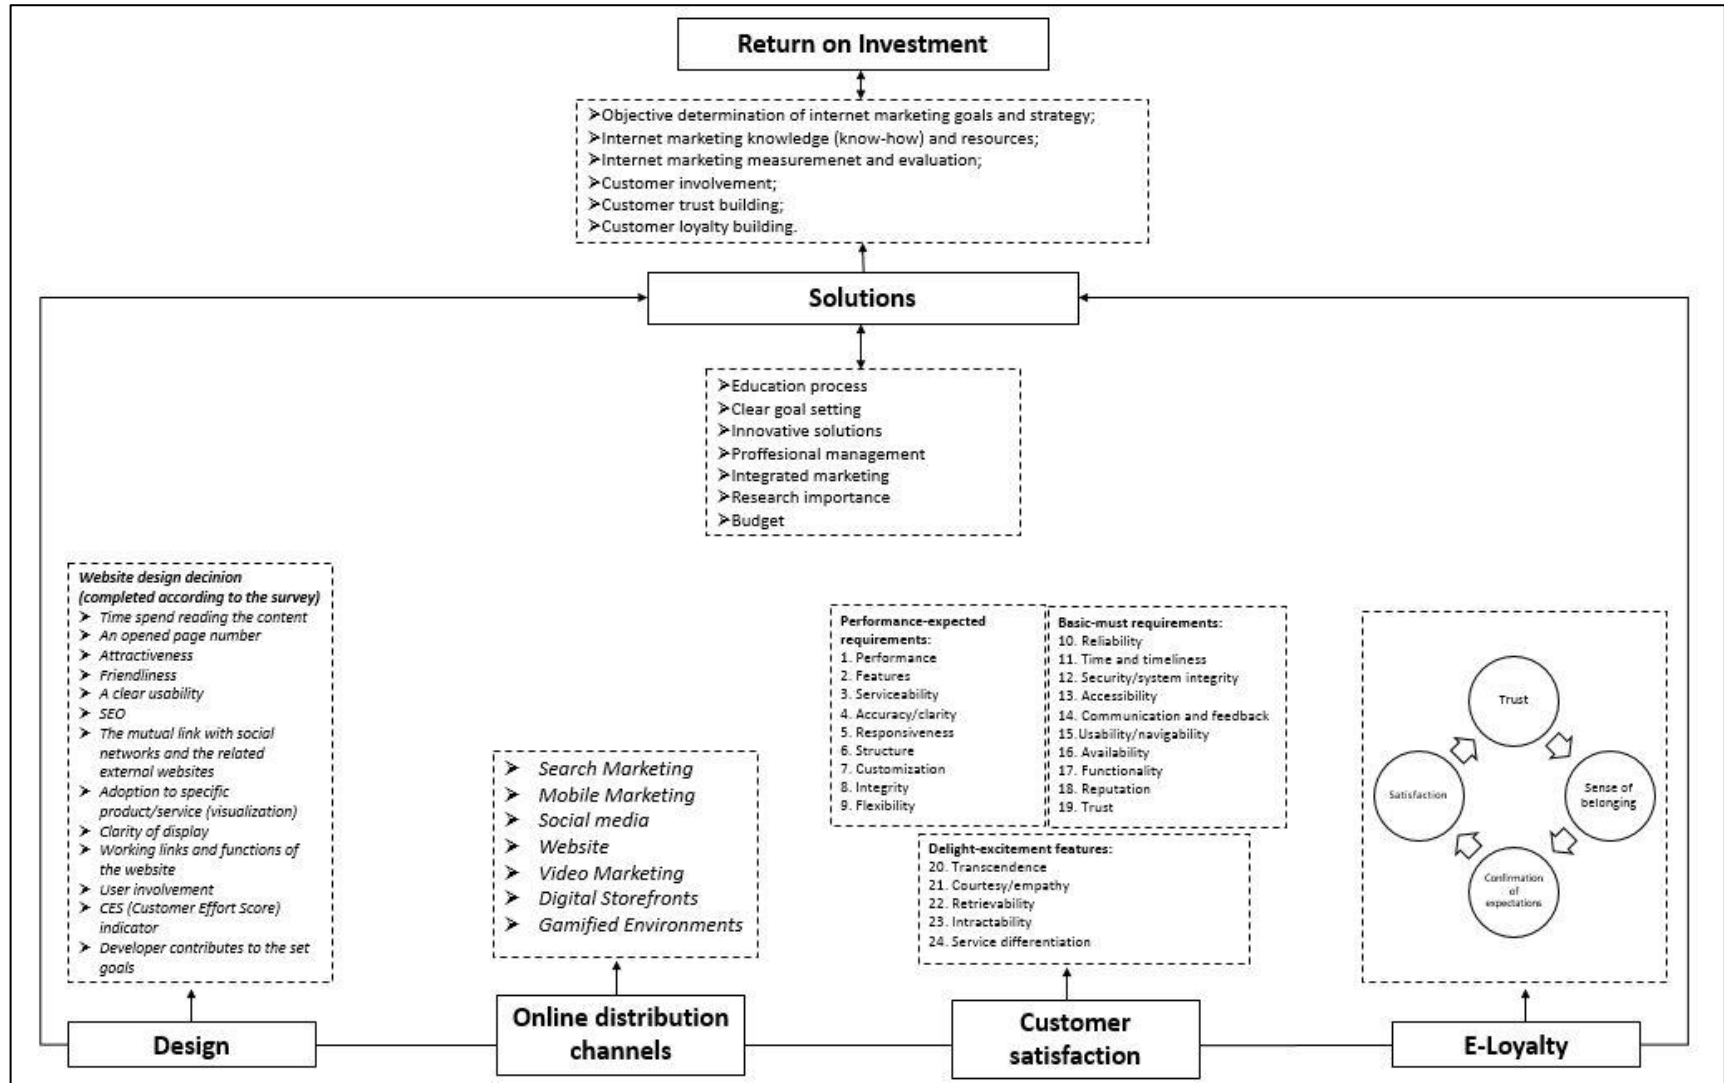 Return on Investment
➢Objective determination of internet marketing goals and strategy;
➢Internet marketing knowledge (know-how) and resources;
➢Internet marketing measuremenet and evaluation;
➢Customer involvement;
➢Customer trust building;
➢Customer loyalty building.
Solutions
➢Education process
➢Clear goal setting
➢Innovative solutions
➢Proffesional management
➢Integrated marketing
➢Research importance
➢Budget
Website design decinion
(completed according to the survey)
➢ Time spend reading the content
➢ An opened page number
➢ Attractiveness
➢ Friendliness
➢ A clear usability
➢ SEO
➢ The mutual link with social
networks and the related
external websites
➢ Adoption to specific
product/service (visualization)
➢ Clarity of display
➢ Working links and functions of
the website
➢ User involvement
➢ CES (Customer Effort Score)
indicator
➢ Developer contributes to the set
goals
Design
➢ Search Marketing
➢ Mobile Marketing
➢ Social media
➢ Website
➢ Video Marketing
➢ Digital Storefronts
➢ Gamified Environments
Online distribution
channels
Performance-expected
requirements:
1. Performance
2. Features
3. Serviceability
4. Accuracy/clarity
5. Responsiveness
6. Structure
7. Customization
8. Integrity
9. Flexibility
Basic-must requirements:
10. Reliability
11. Time and timeliness
12. Security/system integrity
13. Accessibility
14. Communication and feedback
15.Usability/navigability
16. Availability
17. Functionality
18. Reputation
19. Trust
Delight-excitement features:
20. Transcendence
21. Courtesy/empathy
22. Retrievability
23. Intractability
24. Service differentiation
Customer
satisfaction
Trust
Satisfaction
Sense of
belonging
Confirmation
of
expectations
E-Loyalty